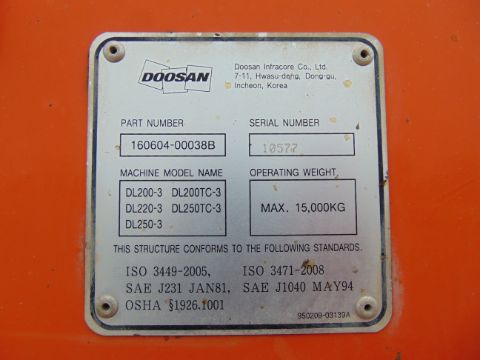 DOOSAN
Doosan Infracore Co., Ltd.
7-11, Hwasu-dong, Dong-gu,
Incheon, Korea
PART NUMBER
160604-00038B
SERIAL NUMBER
10577
MACHINE MODEL NAME
DL200-3 DL200TC-3
DL220-3 DL250TC-3
DL250-3
OPERATING WEIGHT
MAX. 15,000KG
THIS STRUCTURE CONFORMS TO THE FOLLOWING STANDARDS.
ISO 3449-2005, ISO 3471-2008
SAE J231 JAN81, SAE J1040 MAY94
OSHA §1926.1001
950209-03139A